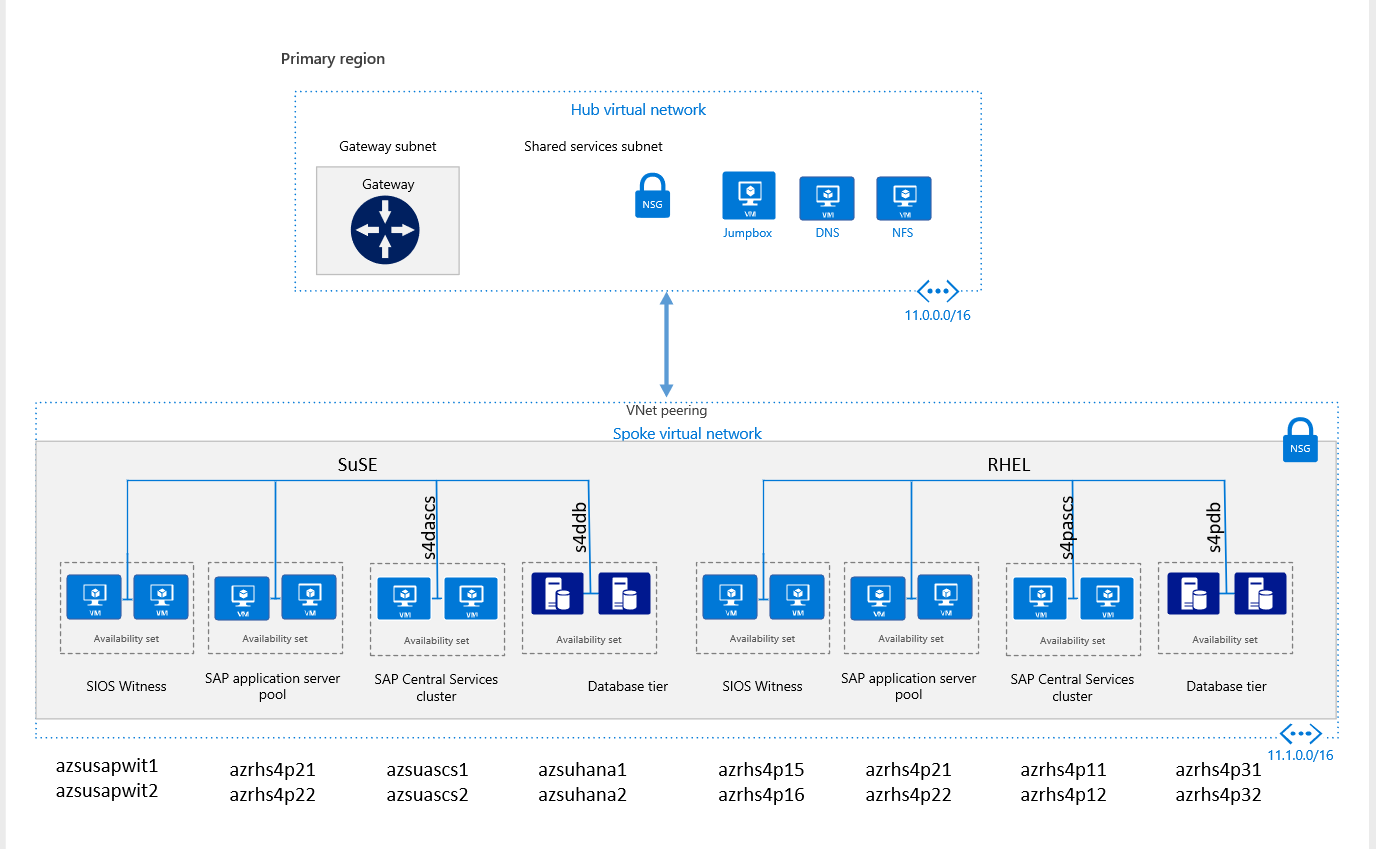 Primary region
Hub virtual network
Gateway subnet
Shared services subnet
Gateway
NSG
VM
VM
VM
Jumpbox
DNS
NFS
11.0.0.0/16
VNet peering
Spoke virtual network
NSG
SuSE
RHEL
s4dascs
s4ddb
s4pascs
s4pdb
VM
VM
VM
VM
VM
VM
VM
VM
VM
VM
VM
VM
Availability set
Availability set
Availability set
Availability set
Availability set
Availability set
Availability set
Availability set
SIOS Witness
SAP application server
pool
SAP Central Services
cluster
Database tier
SIOS Witness
SAP application server
pool
SAP Central Services
cluster
Database tier
11.1.0.0/16
azsusapwit1
azsusapwit2
azrhs4p21
azrhs4p22
azsuascs1
azsuascs2
azsuhana1
azsuhana2
azrhs4p15
azrhs4p16
azrhs4p21
azrhs4p22
azrhs4p11
azrhs4p12
azrhs4p31
azrhs4p32